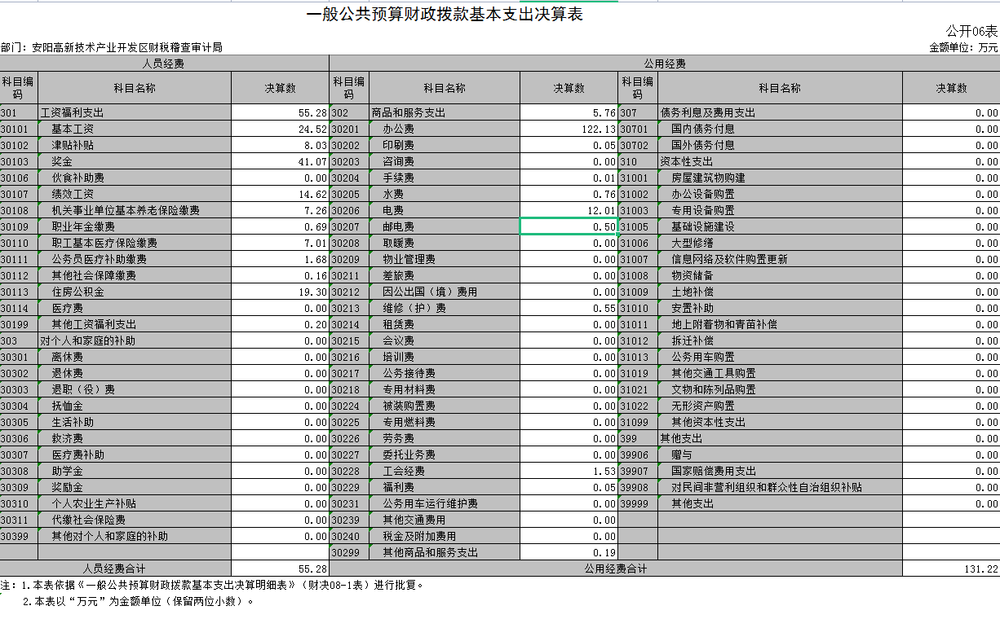 一般公共预算财政拨款基本支出决算表
公开06表
部门：安阳高新技术产业开发区财税稽查审计局 金额单位：万元
人员经费 公用经费
科目编码 科目名称 决算数 科目编码 科目名称 决算数 科目编码 科目名称 决算数
301 工资福利支出 55.28 302 商品和服务支出 5.76 307 债务利息及费用支出 0.00
30101 基本工资 24.52 30201 办公费 122.13 30701 国内债务付息 0.00
30102 津贴补贴 8.03 30202 印刷费 0.05 30702 国外债务付息 0.00
30103 奖金 41.07 30203 咨询费 0.00 310 资本性支出 0.00
30106 伙食补助费 0.00 30204 手续费 0.01 31001 房屋建筑物购建 0.00
30107 绩效工资 14.62 30205 水费 0.76 31002 办公设备购置 0.00
30108 机关事业单位基本养老保险缴费 7.26 30206 电费 12.01 31003 专用设备购置 0.00
30109 职业年金缴费 0.69 30207 邮电费 0.50 31005 基础设施建设 0.00
30110 职工基本医疗保险缴费 7.01 30208 取暖费 0.00 31006 大型修缮 0.00
30111 公务员医疗补助缴费 1.68 30209 物业管理费 0.00 31007 信息网络及软件购置更新 0.00
30112 其他社会保障缴费 0.16 30211 差旅费 0.00 31008 物资储备 0.00
30113 住房公积金 19.30 30212 因公出国（境）费用 0.00 31009 土地补偿 0.00
30114 医疗费 0.00 30213 维修（护）费 0.55 31010 安置补助 0.00
30199 其他工资福利支出 0.20 30214 租赁费 0.00 31011 地上附着物和青苗补偿 0.00
303 对个人和家庭的补助 0.00 30215 会议费 0.00 31012 拆迁补偿 0.00
30301 离休费 0.00 30216 培训费 0.00 31013 公务用车购置 0.00
30302 退休费 0.00 30217 公务接待费 0.00 31019 其他交通工具购置 0.00
30303 退职（役）费 0.00 30218 专用材料费 0.00 31021 文物和陈列品购置 0.00
30304 抚恤金 0.00 30224 被装购置费 0.00 31022 无形资产购置 0.00
30305 生活补助 0.00 30225 专用燃料费 0.00 31099 其他资本性支出 0.00
30306 救济费 0.00 30226 劳务费 0.00 399 其他支出 0.00
30307 医疗费补助 0.00 30227 委托业务费 0.00 39906 赠与 0.00
30308 助学金 0.00 30228 工会经费 1.53 39907 国家赔偿费用支出 0.00
30309 奖励金 0.00 30229 福利费 0.05 39908 对民间非营利组织和群众性自治组织补贴 0.00
30310 个人农业生产补贴 0.00 30231 公务用车运行维护费 0.00 39999 其他支出 0.00
30311 代缴社会保险费 0.00 30239 其他交通费用 0.00
30399 其他对个人和家庭的补助 0.00 30240 税金及附加费用 0.00
30299 其他商品和服务支出 0.19
人员经费合计 55.28 公用经费合计 131.22
注：1.本表依据《一般公共预算财政拨款基本支出决算明细表》（财决08-1表）进行批复。
2.本表以“万元”为金额单位（保留两位小数）。